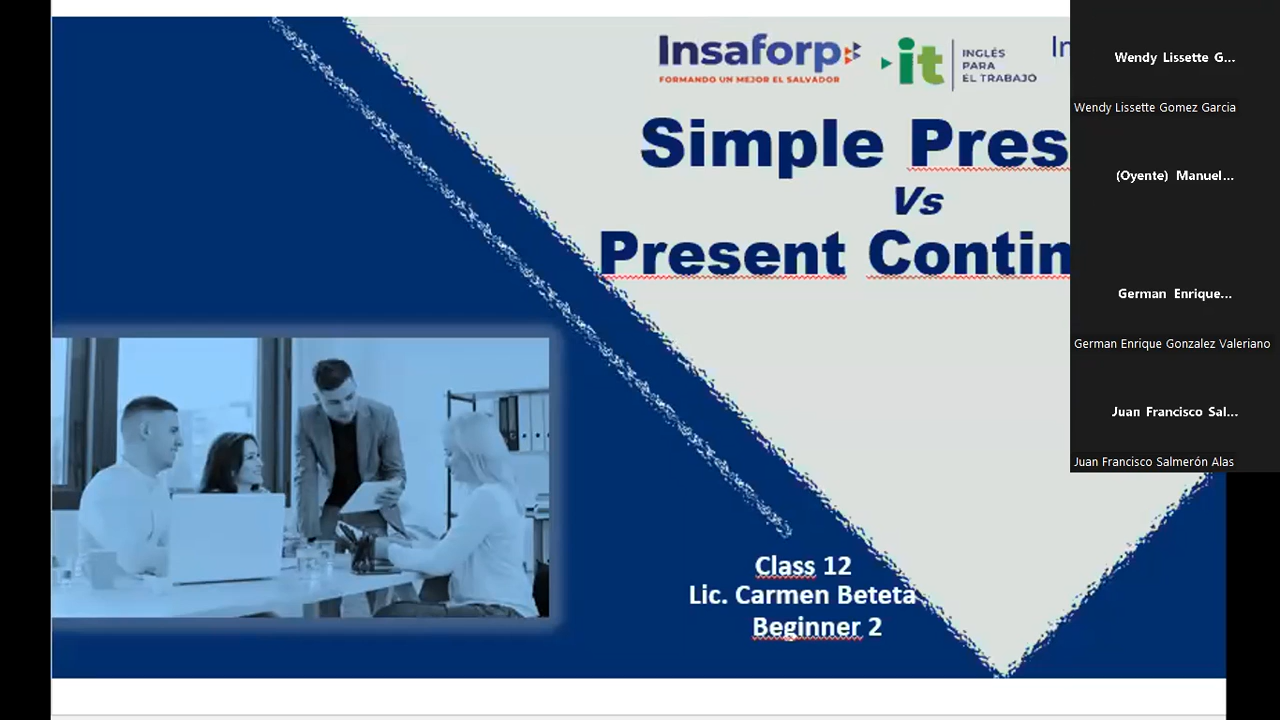 Insaforp
FORMANDO UN MEJOR EL SALVADOR
it
INGLÉS
PARA
EL TRABAJO
In
Simple Pres
Vs
Present Contin
Class 12
Lic. Carmen Beteta
Beginner 2
Wendy Lissette G...
Wendy Lissette Gomez Garcia
(Oyente) Manuel...
German Enrique...
German Enrique Gonzalez Valeriano
Juan Francisco Sal...
Juan Francisco Salmerón Alas